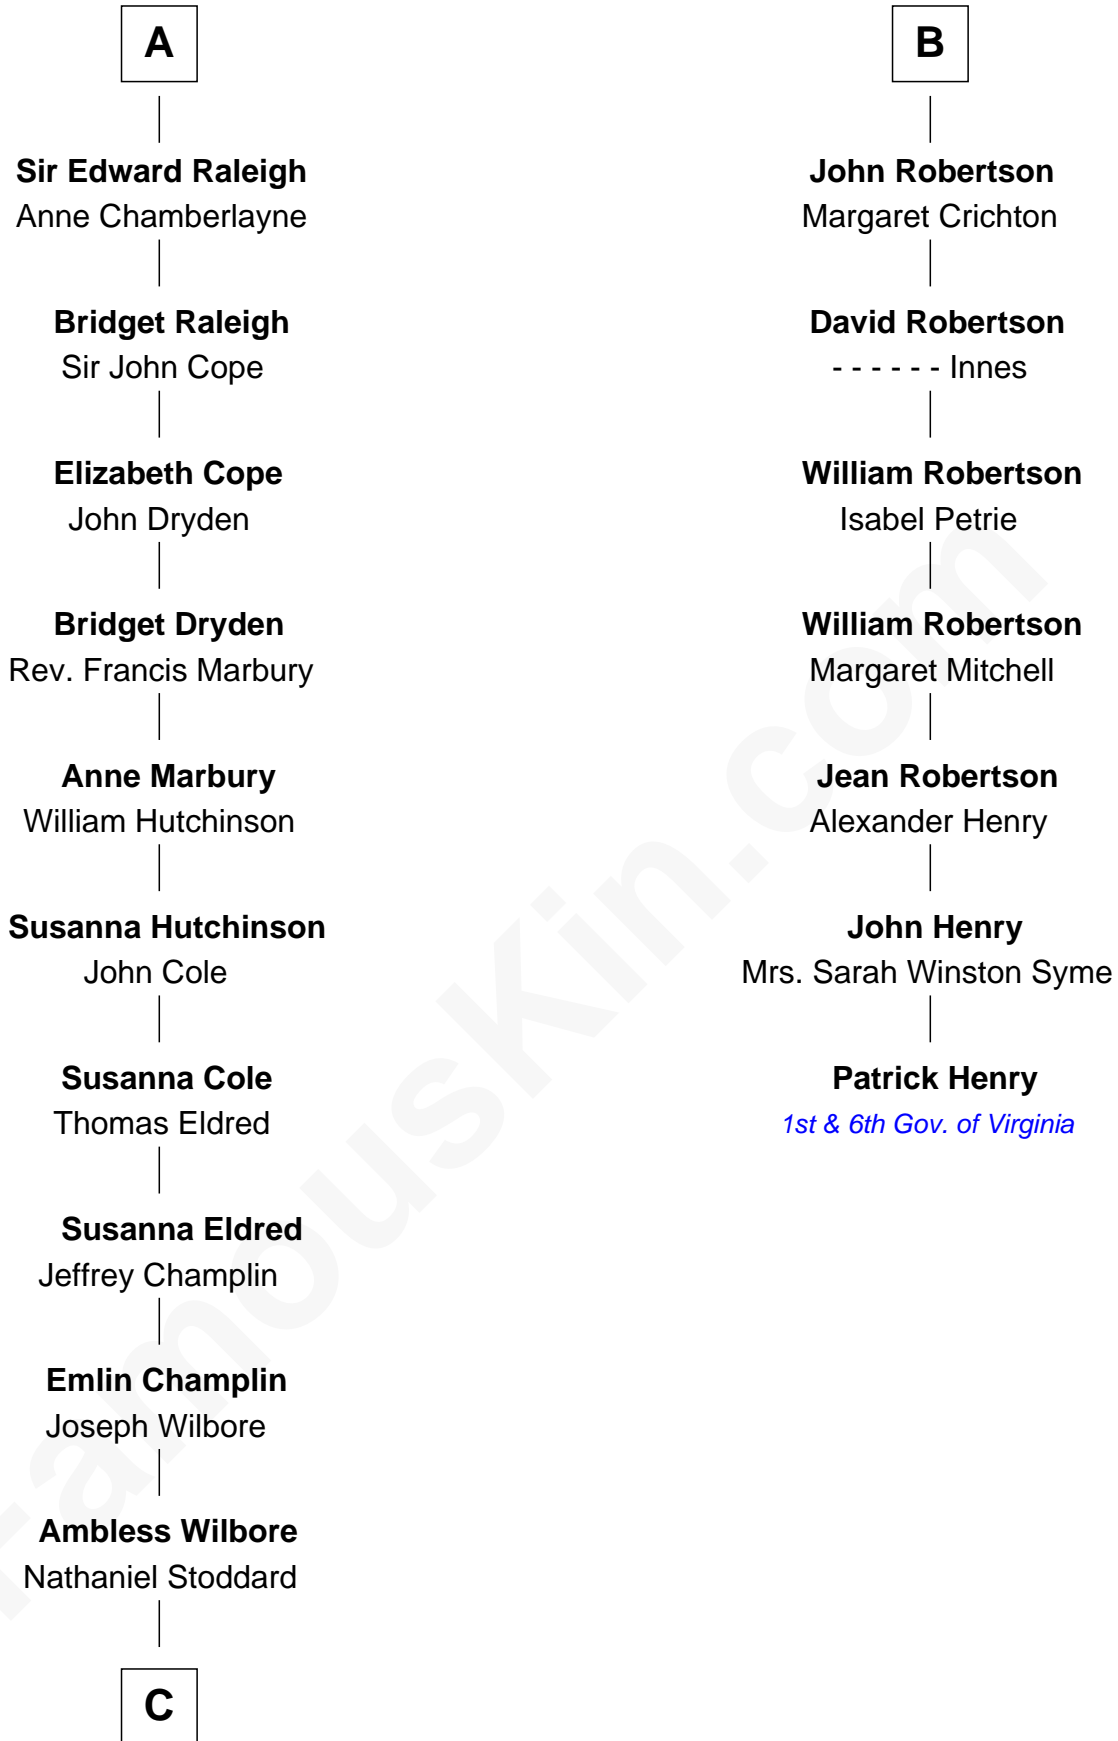 A
Sir Edward Raleigh
Anne Chamberlayne
Bridget Raleigh
Sir John Cope
Elizabeth Cope
John Dryden
Bridget Dryden
Rev. Francis Marbury
Anne Marbury
William Hutchinson
Susanna Hutchinson
John Cole
Susanna Cole
Thomas Eldred
Susanna Eldred
Jeffrey Champlin
Emlin Champlin
Joseph Wilbore
Ambless Wilbore
Nathaniel Stoddard
C
B
John Robertson
Margaret Crichton
David Robertson
- - - - - - Innes
William Robertson
Isabel Petrie
William Robertson
Margaret Mitchell
Jean Robertson
Alexander Henry
John Henry
Mrs. Sarah Winston Syme
Patrick Henry
1st & 6th Gov. of Virginia
FamousKin.com